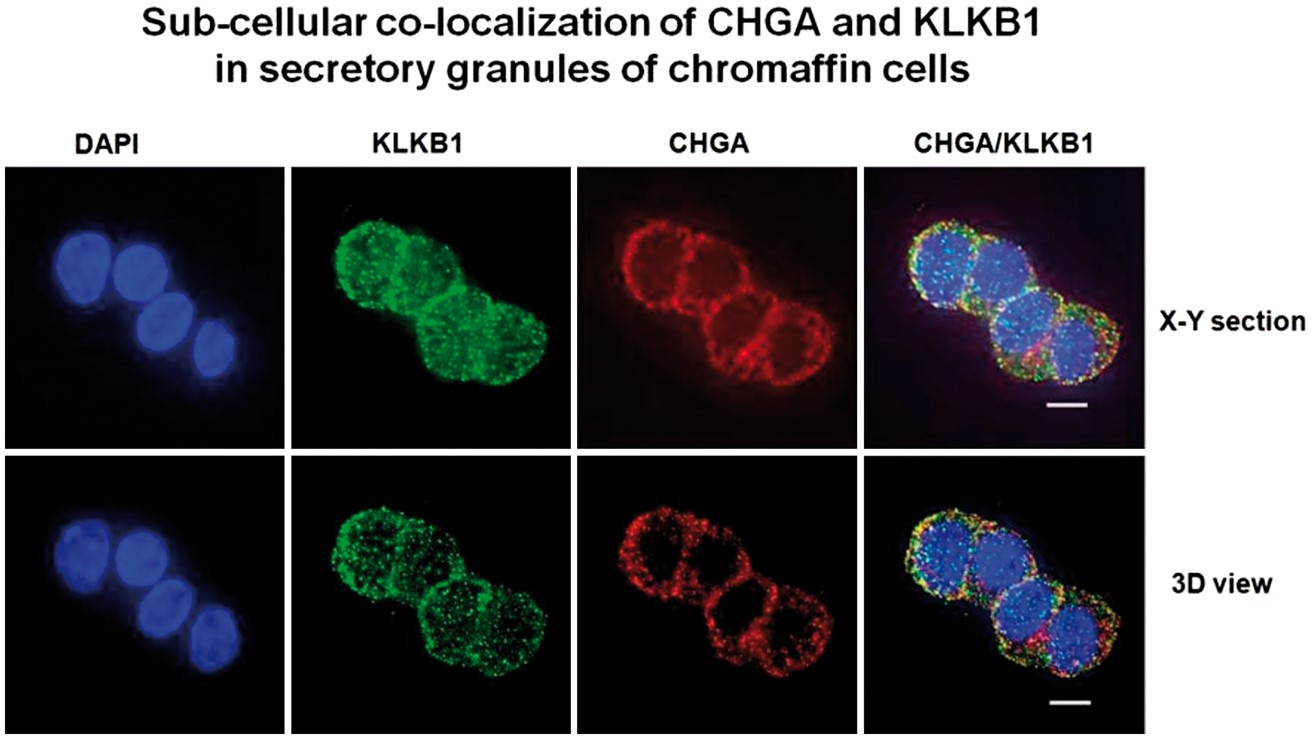 Sub-cellular co-localization of CHGA and KLKB1
in secretory granules of chromaffin cells
DAPI
KLKB1
CHGA
CHGA/KLKB1
X-Y section
3D view